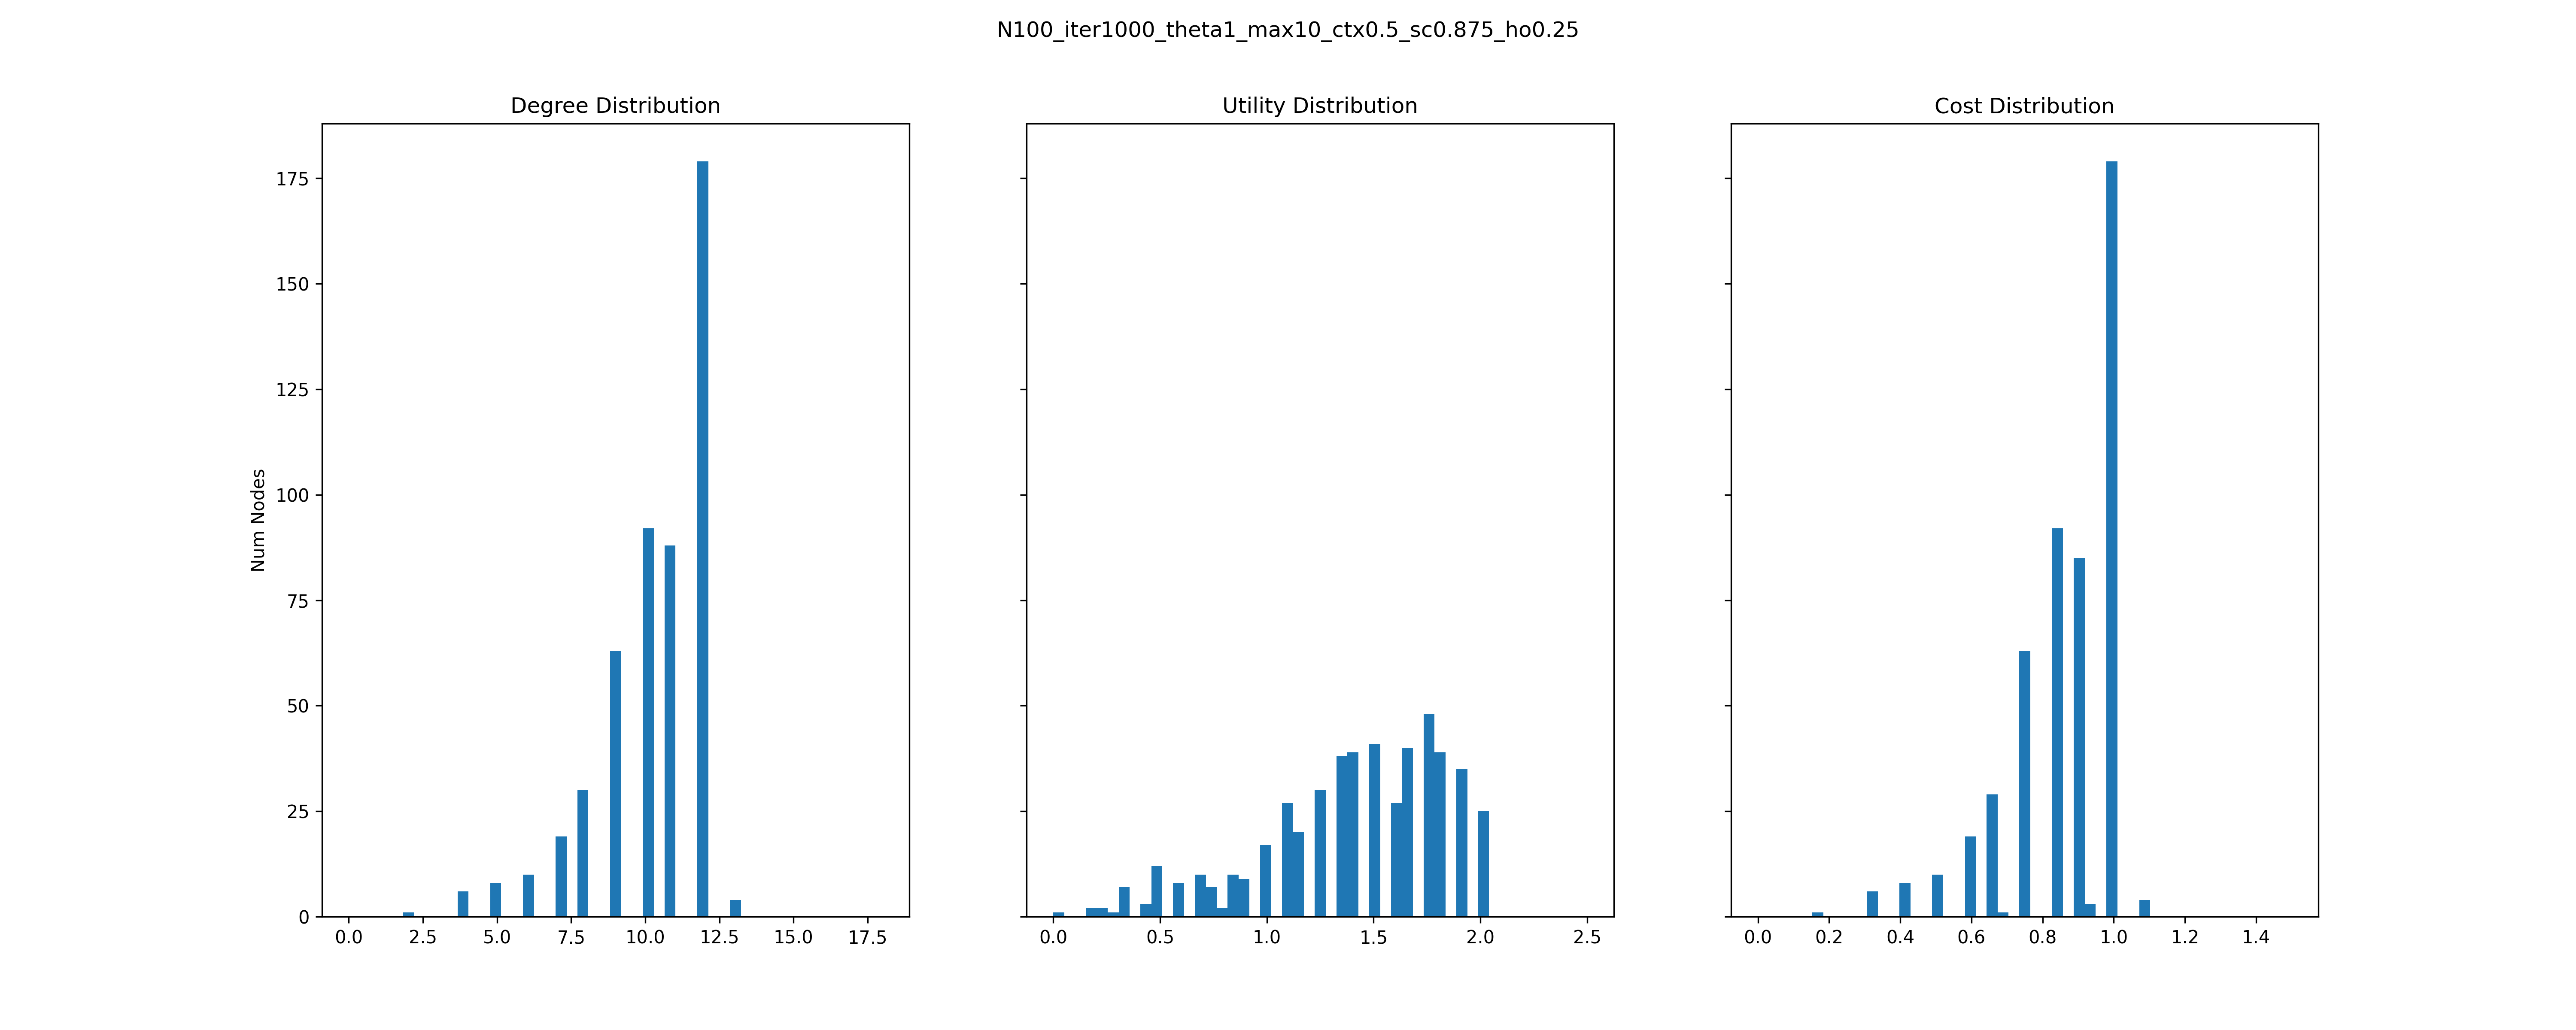 N100_iter1000_theta1_max10_ctx0.5_sc0.875_ho0.25
Degree Distribution
Utility Distribution
Cost Distribution
Num Nodes
175
150
125
100
75
50
25
0
0.0 2.5 5.0 7.5 10.0 12.5 15.0 17.5
0.0 0.5 1.0 1.5 2.0 2.5
0.0 0.2 0.4 0.6 0.8 1.0 1.2 1.4